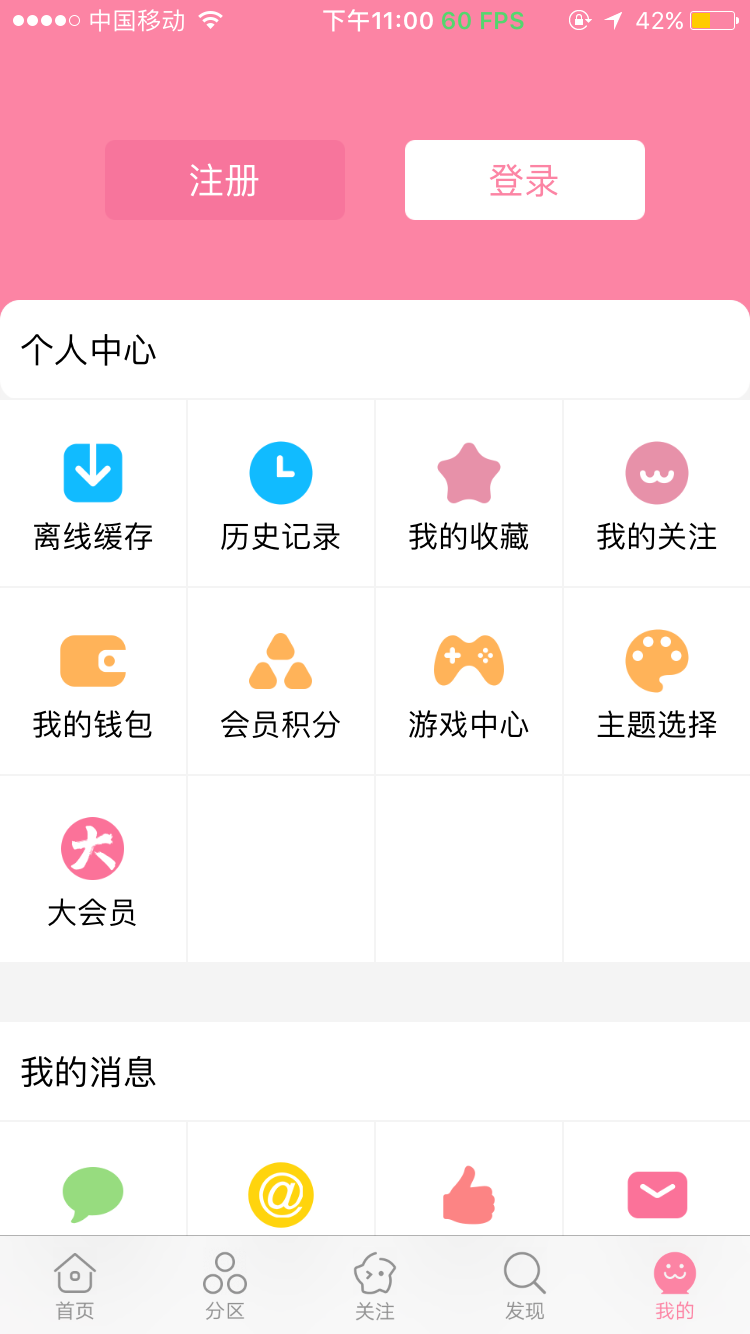 中国移动 下午11:00 60 FPS 42%
注册 登录
个人中心
离线缓存 历史记录 我的收藏 我的关注
我的钱包 会员积分 游戏中心 主题选择
大
大会员
我的消息
@
首页 分区 关注 发现 我的